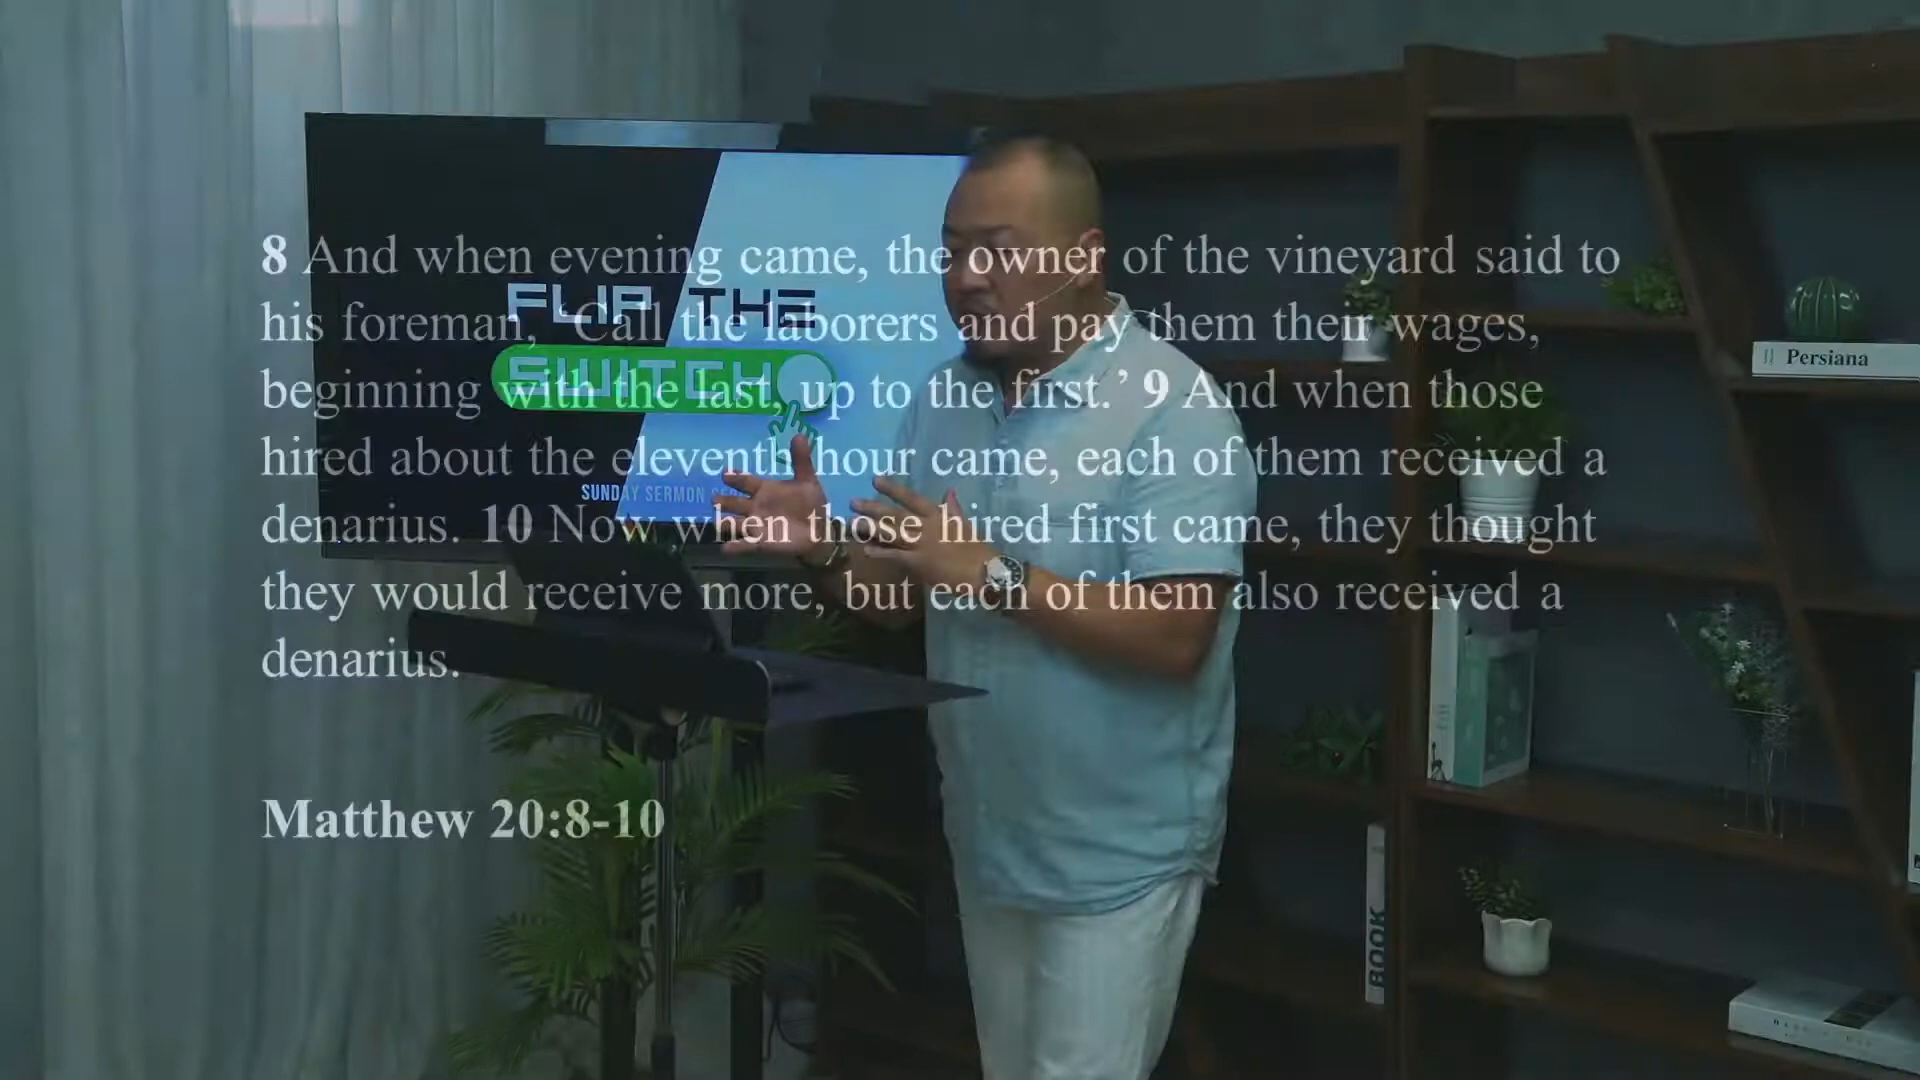 8 And when evening came, the owner of the vineyard said to
his foreman, ‘Call the laborers and pay them their wages,
beginning with the last, up to the first.’ 9 And when those
hired about the eleventh hour came, each of them received a
denarius. 10 Now when those hired first came, they thought
they would receive more, but each of them also received a
denarius.
Matthew 20:8-10
FLIP THE
SWITCH
SUNDAY SERMON
Persiana
BOOK